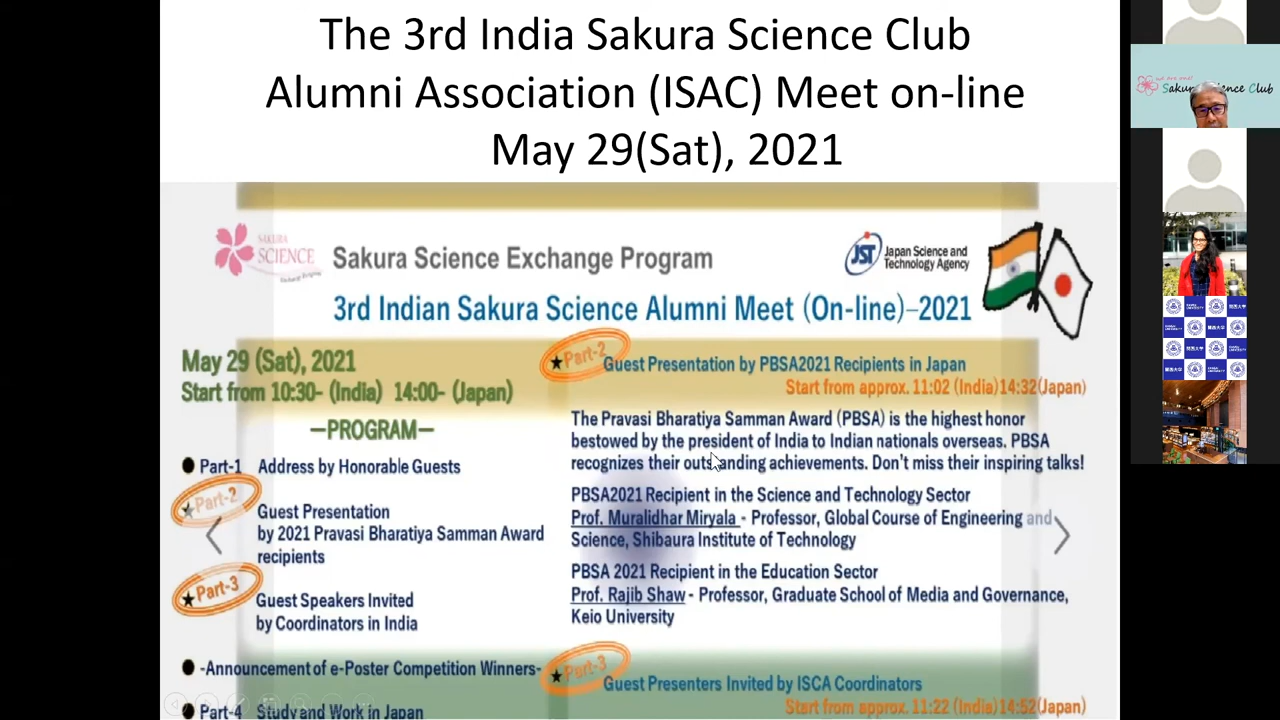 The 3rd India Sakura Science Club
Alumni Association (ISAC) Meet on-line
May 29(Sat), 2021
SAKURA
SCIENCE
Exchange Program
Sakura Science Exchange Program
JST
Japan Science and
Technology Agency
3rd Indian Sakura Science Alumni Meet (On-line)–2021
May 29 (Sat), 2021
Start from 10:30- (India) 14:00- (Japan)
—PROGRAM—
Part-1 Address by Honorable Guests
Part-2
Guest Presentation
by 2021 Pravasi Bharatiya Samman Award
recipients
Part-3
Guest Speakers Invited
by Coordinators in India
-Announcement of e-Poster Competition Winners-
Part-4 Study and Work in Japan
Part-2
Guest Presentation by PBSA2021 Recipients in Japan
Start from approx. 11:02 (India)14:32(Japan)
The Pravasi Bharatiya Samman Award (PBSA) is the highest honor
bestowed by the president of India to Indian nationals overseas. PBSA
recognizes their outstanding achievements. Don't miss their inspiring talks!
PBSA2021 Recipient in the Science and Technology Sector
Prof. Muralidhar Miryala - Professor, Global Course of Engineering and
Science, Shibaura Institute of Technology
PBSA 2021 Recipient in the Education Sector
Prof. Rajib Shaw - Professor, Graduate School of Media and Governance,
Keio University
Part-3
Guest Presenters Invited by ISCA Coordinators
Start from approx. 11:22 (India)14:52(Japan)
we are one!
Science Club